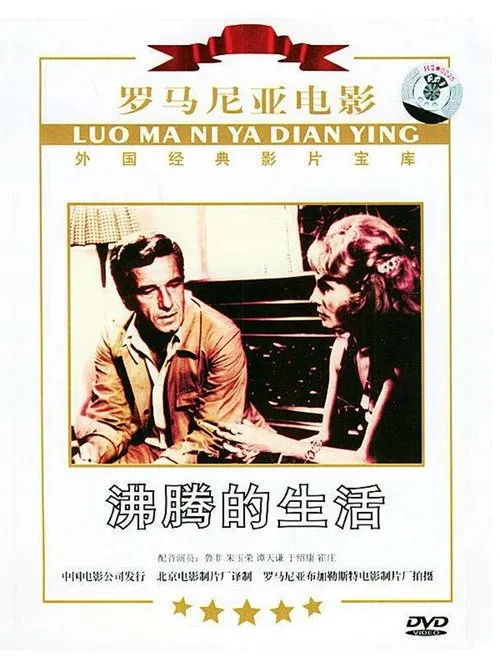 罗马尼亚电影
LUO MA NI YA DIAN YING
外国经典影片宝库
沸腾的生活
配音演员：鲁非 朱玉荣 谭天谦 于绍康 霍庄
中国电影公司发行 北京电影制片厂译制 罗马尼亚布加勒斯特电影制片厂拍摄
DVD
VIDEO